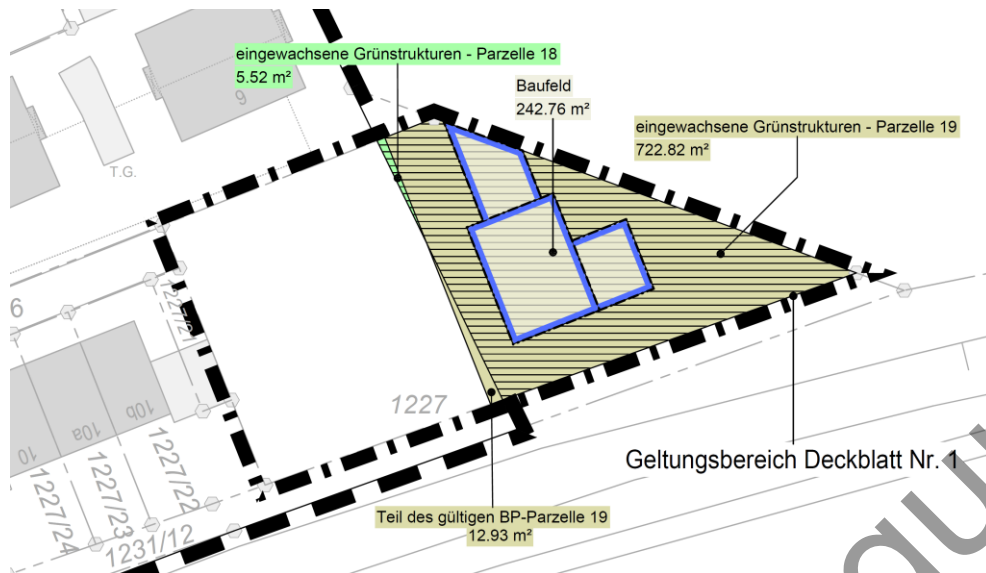 eingewachsene Grünstrukturen - Parzelle 18
5.52 m²
Baufeld
242.76 m²
eingewachsene Grünstrukturen - Parzelle 19
722.82 m²
9
T.G.
6
1227/21
1227
10
10a
10b
1227/24
1227/23
1227/22
1231/12
Geltungsbereich Deckblatt Nr. 1
Teil des gültigen BP-Parzelle 19
12.93 m²